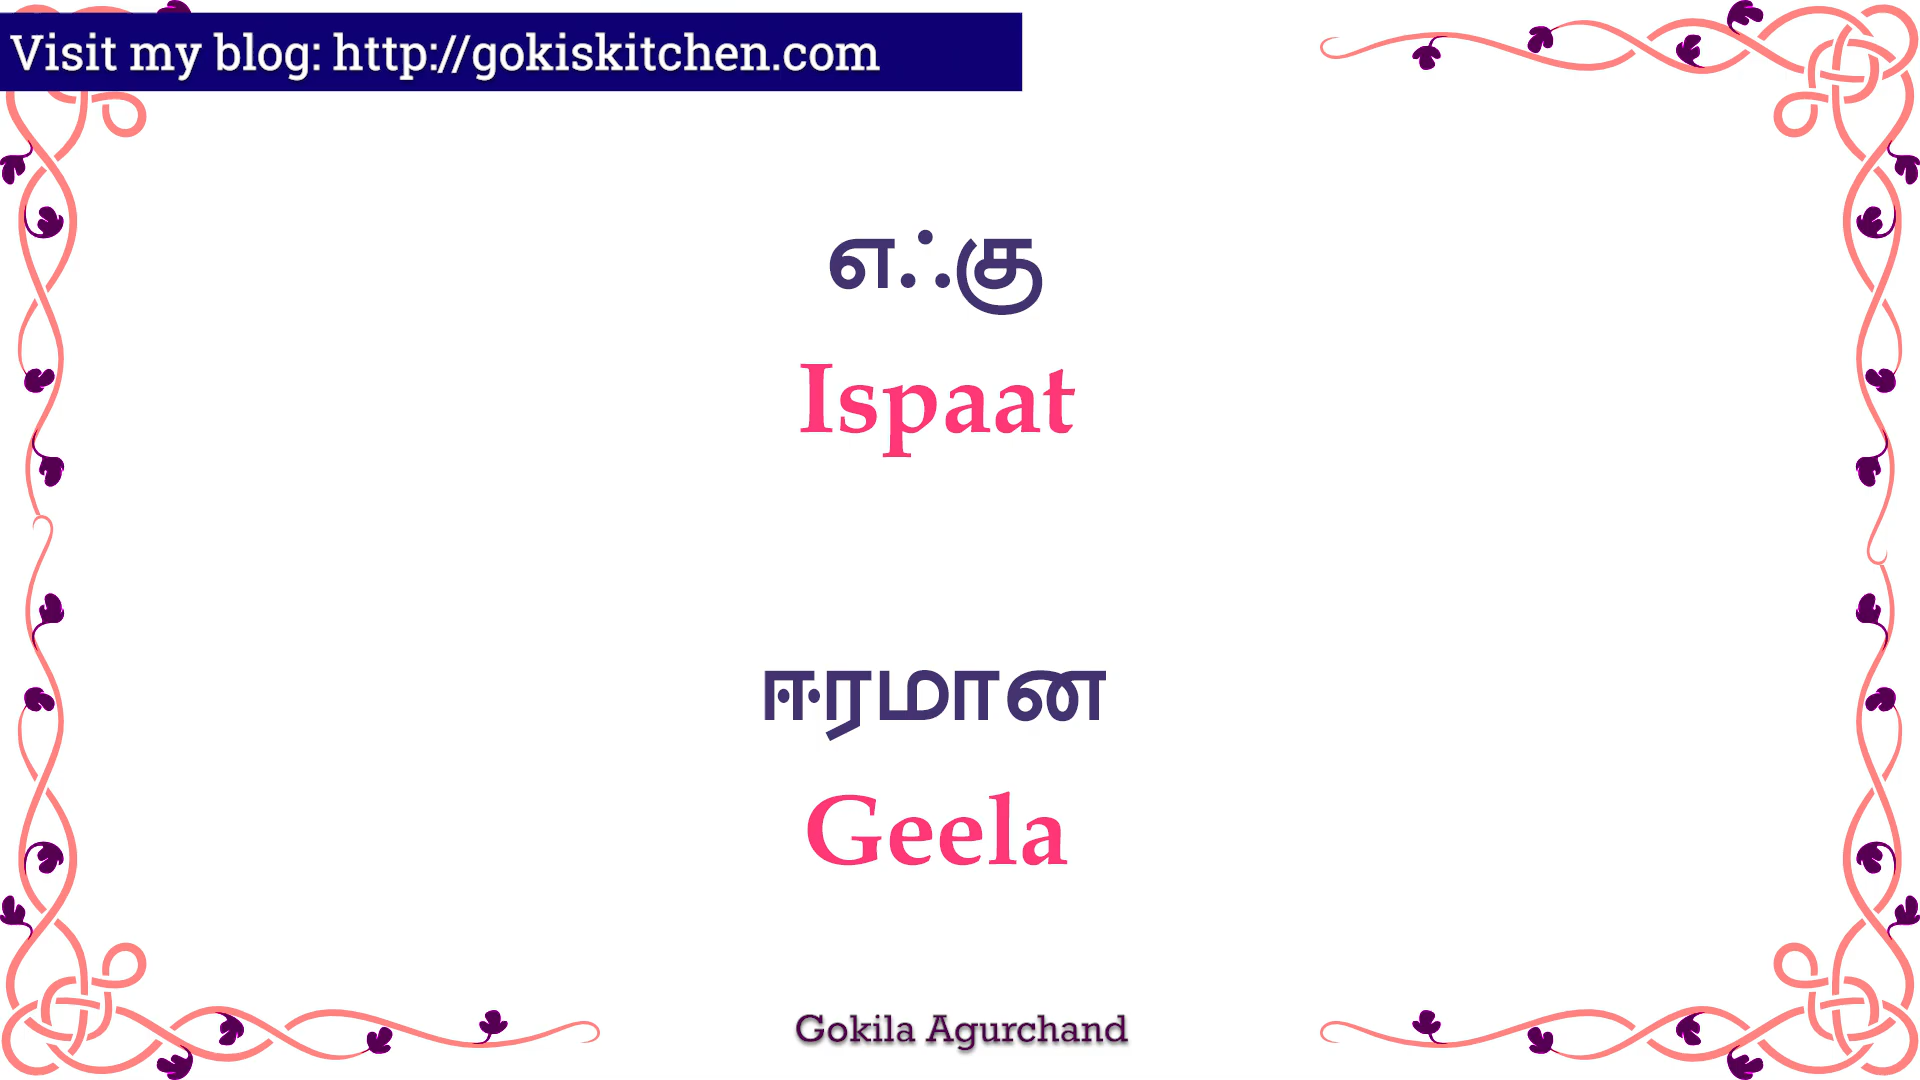 Visit my blog: http://gokiskitchen.com
எஃகு
Ispaat
ஈரமான
Geela
Gokila Agurchand